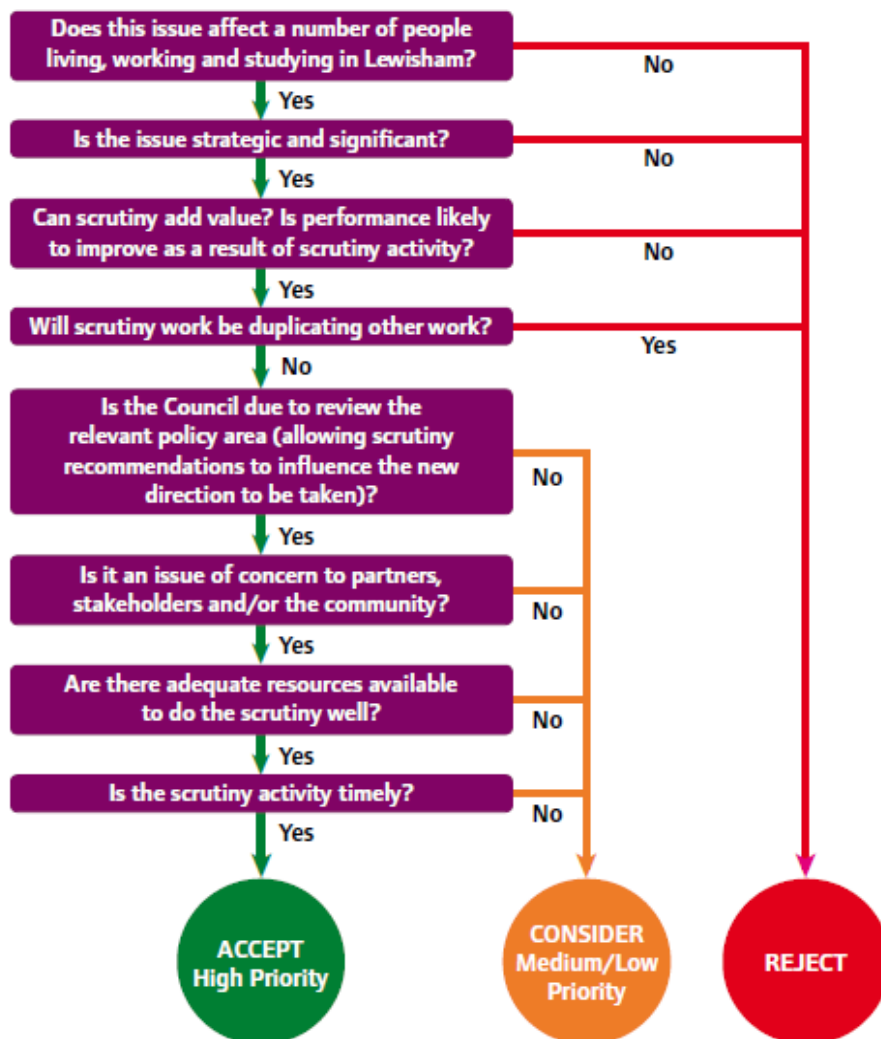 Does this issue affect a number of people
living, working and studying in Lewisham?
No
Yes
Is the issue strategic and significant?
No
Yes
Can scrutiny add value? Is performance likely
to improve as a result of scrutiny activity?
No
Yes
Will scrutiny work be duplicating other work?
Yes
No
Is the Council due to review the
relevant policy area (allowing scrutiny
recommendations to influence the new
direction to be taken)?
No
Yes
Is it an issue of concern to partners,
stakeholders and/or the community?
No
Yes
Are there adequate resources available
to do the scrutiny well?
No
Yes
Is the scrutiny activity timely?
No
Yes
ACCEPT
High Priority
CONSIDER
Medium/Low
Priority
REJECT